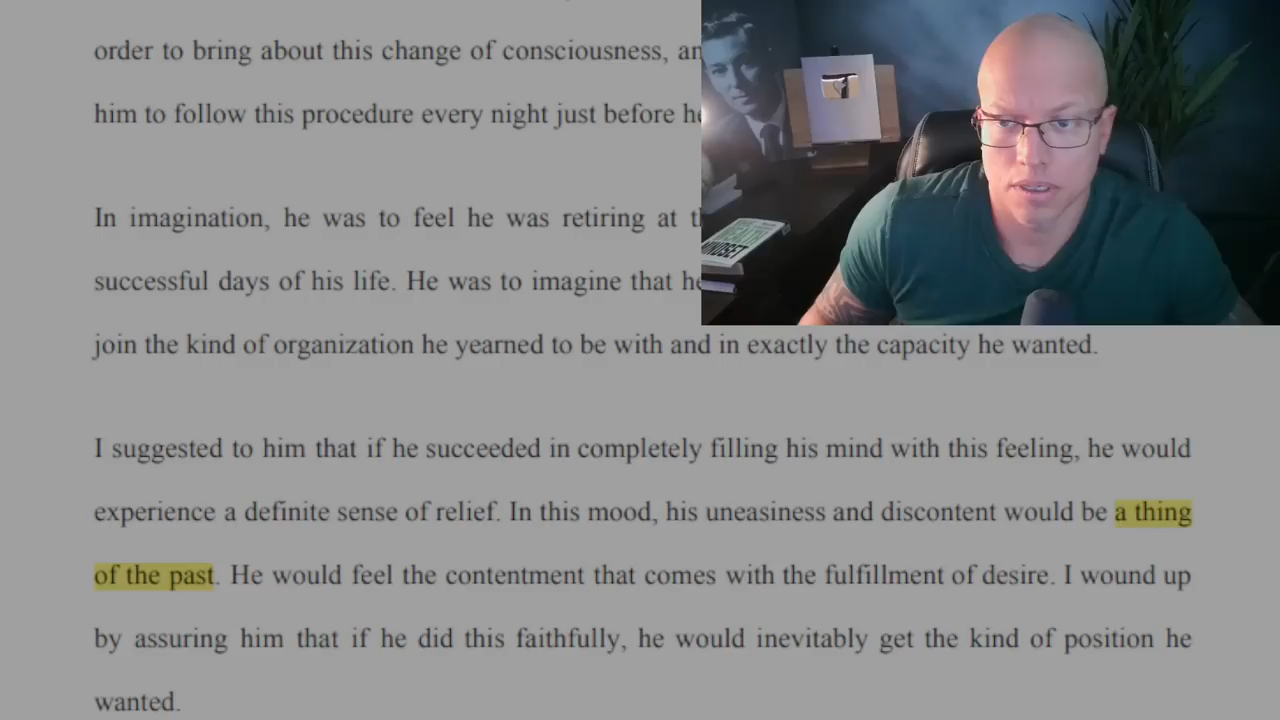 order to bring about this change of consciousness, an
him to follow this procedure every night just before he
In imagination, he was to feel he was retiring at t
successful days of his life. He was to imagine that he
join the kind of organization he yearned to be with and in exactly the capacity he wanted.
I suggested to him that if he succeeded in completely filling his mind with this feeling, he would
experience a definite sense of relief. In this mood, his uneasiness and discontent would be a thing
of the past. He would feel the contentment that comes with the fulfillment of desire. I wound up
by assuring him that if he did this faithfully, he would inevitably get the kind of position he
wanted.
MINDSET